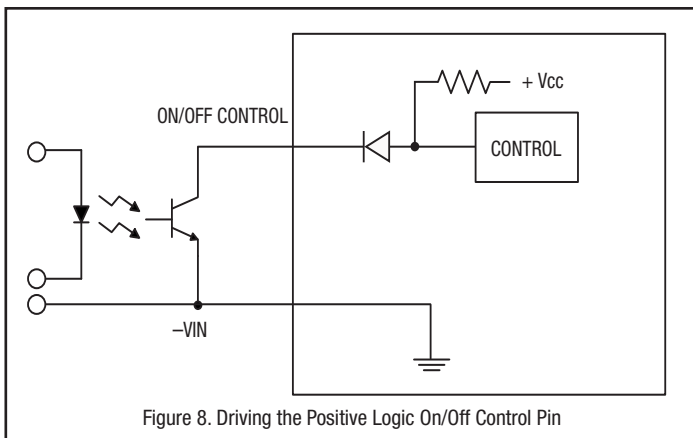 + Vcc
ON/OFF CONTROL
CONTROL
–VIN
Figure 8. Driving the Positive Logic On/Off Control Pin